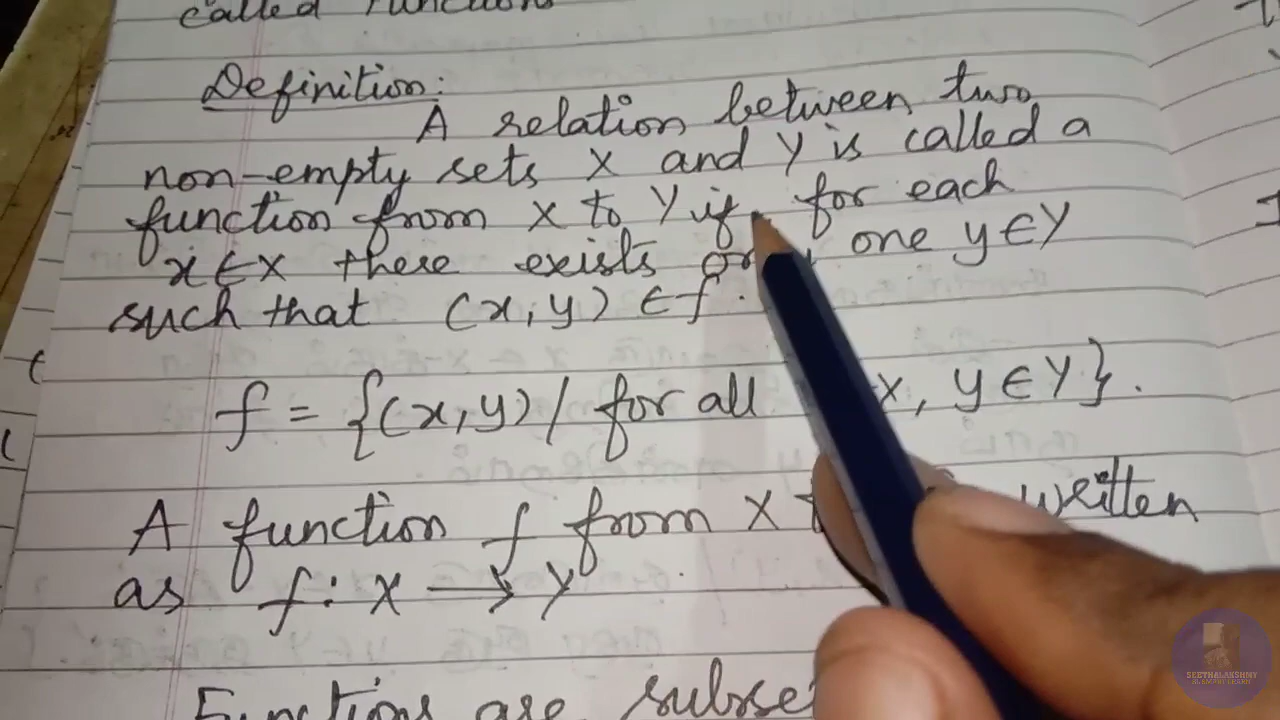 called Functions
Definition:
A relation between two
non-empty sets X and Y is called a
function from X to Y if for each
x∈X there exists one y∈Y
such that (x,y) ∈ f.
f = {(x,y) / for all X, y∈Y}.
A function f from X written
as f: X → Y
Functions are
SEETHALAKSHMY